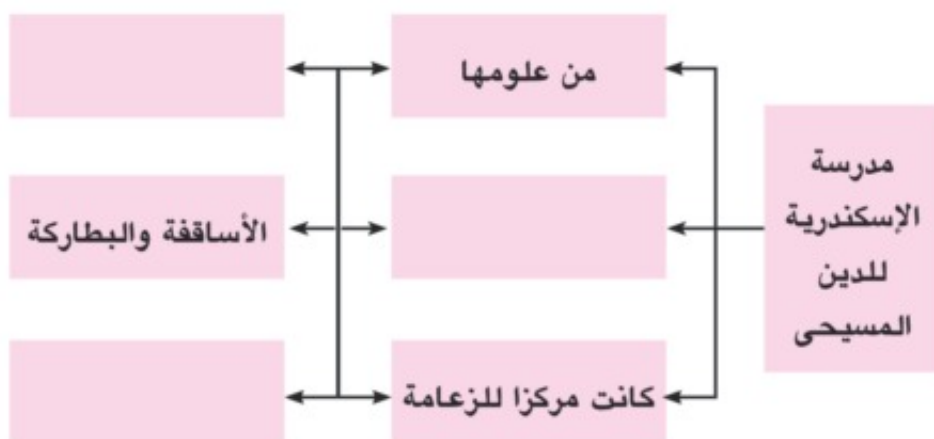 مدرسة
الإسكندرية
للدين
المسيحى
من علومها
الأساقفة والبطاركة
كانت مركزا للزعامة